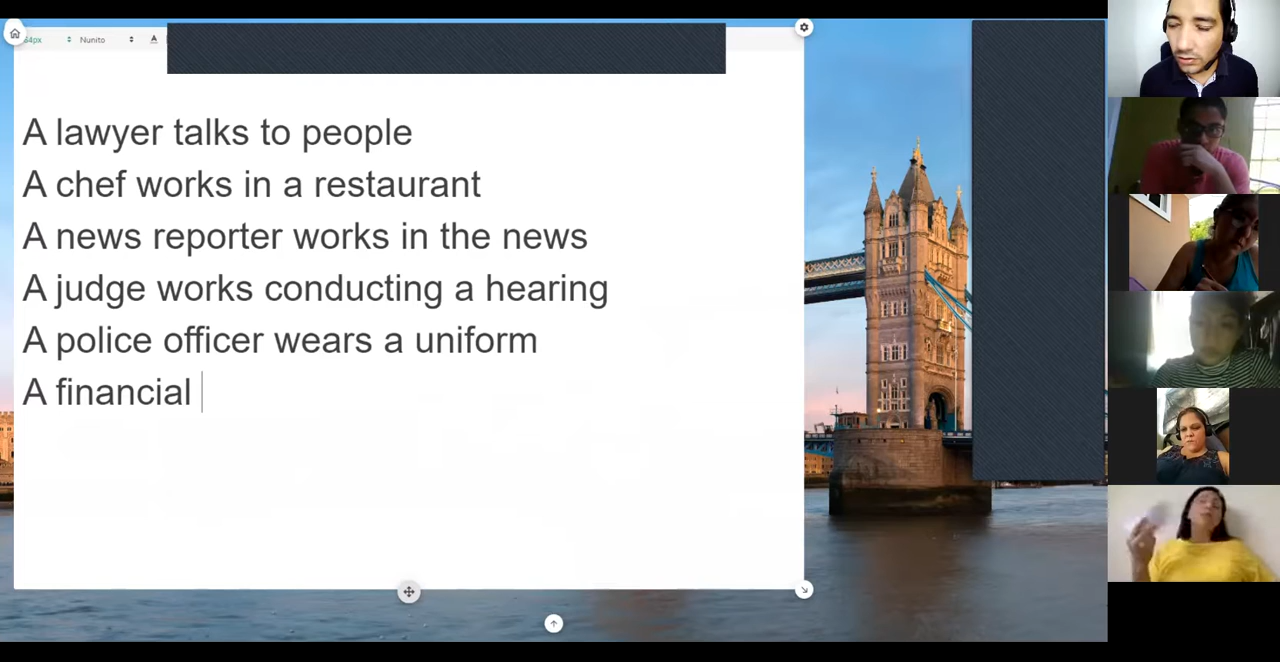 Nunito
A lawyer talks to people
A chef works in a restaurant
A news reporter works in the news
A judge works conducting a hearing
A police officer wears a uniform
A financial